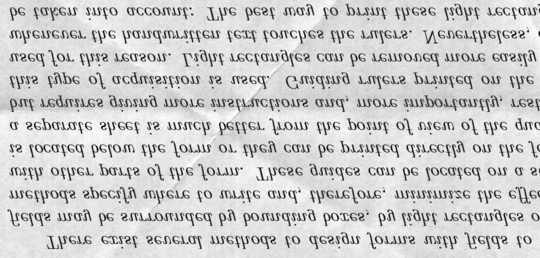 There exist several methods to design forms with fields to
fields may be surrounded by bounding boxes, by light rectangles o
methods specify where to write and, therefore, minimize the effe
with other parts of the form. These guides can be located on a s
is located below the form or they can be printed directly on the fo
a separate sheet is much better from the point of view of the qua
but requires giving more instructions and, more importantly, rest
this type of acquisition is used. Guiding rulers printed on the
used for this reason. Light rectangles can be removed more easily
whenever the handwritten text touches the rulers. Nevertheless,
be taken into account: The best way to print these light rectang